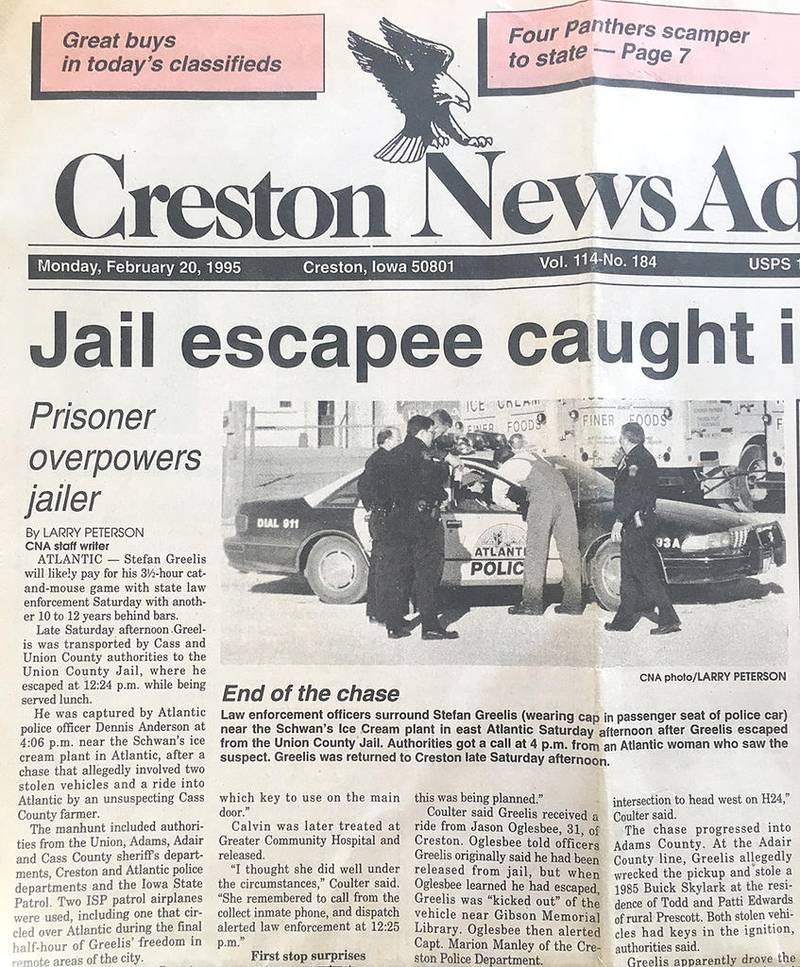 Great buys
in today's classifieds
Four Panthers scamper
to state — Page 7
Creston News Ad
Monday, February 20, 1995 Creston, Iowa 50801 Vol. 114-No. 184 USPS 1
Jail escapee caught i
Prisoner
overpowers
jailer
By LARRY PETERSON
CNA staff writer
ATLANTIC — Stefan Greelis
will likely pay for his 3½-hour cat-
and-mouse game with state law
enforcement Saturday with anoth-
er 10 to 12 years behind bars.
Late Saturday afternoon Greel-
is was transported by Cass and
Union County authorities to the
Union County Jail, where he
escaped at 12:24 p.m. while being
served lunch.
He was captured by Atlantic
police officer Dennis Anderson at
4:06 p.m. near the Schwan's ice
cream plant in Atlantic, after a
chase that allegedly involved two
stolen vehicles and a ride into
Atlantic by an unsuspecting Cass
County farmer.
The manhunt included authori-
ties from the Union, Adams, Adair
and Cass County sheriff's depart-
ments, Creston and Atlantic police
departments and the Iowa State
Patrol. Two ISP patrol airplanes
were used, including one that cir-
cled over Atlantic during the final
half-hour of Greelis' freedom in
remote areas of the city.
ICE CREAM
FINER FOODS
FINER FOODS
DIAL 911
ATLANTI
POLIC
93A
CNA photo/LARRY PETERSON
End of the chase
Law enforcement officers surround Stefan Greelis (wearing cap in passenger seat of police car)
near the Schwan's Ice Cream plant in east Atlantic Saturday afternoon after Greelis escaped
from the Union County Jail. Authorities got a call at 4 p.m. from an Atlantic woman who saw the
suspect. Greelis was returned to Creston late Saturday afternoon.
which key to use on the main
door."
Calvin was later treated at
Greater Community Hospital and
released.
"I thought she did well under
the circumstances," Coulter said.
"She remembered to call from the
collect inmate phone, and dispatch
alerted law enforcement at 12:25
p.m."
First stop surprises
this was being planned."
Coulter said Greelis received a
ride from Jason Oglesbee, 31, of
Creston. Oglesbee told officers
Greelis originally said he had been
released from jail, but when
Oglesbee learned he had escaped,
Greelis was "kicked out" of the
vehicle near Gibson Memorial
Library. Oglesbee then alerted
Capt. Marion Manley of the Cre-
ston Police Department.
intersection to head west on H24,"
Coulter said.
The chase progressed into
Adams County. At the Adair
County line, Greelis allegedly
wrecked the pickup and stole a
1985 Buick Skylark at the resi-
dence of Todd and Patti Edwards
of rural Prescott. Both stolen vehi-
cles had keys in the ignition,
authorities said.
Greelis apparently drove the